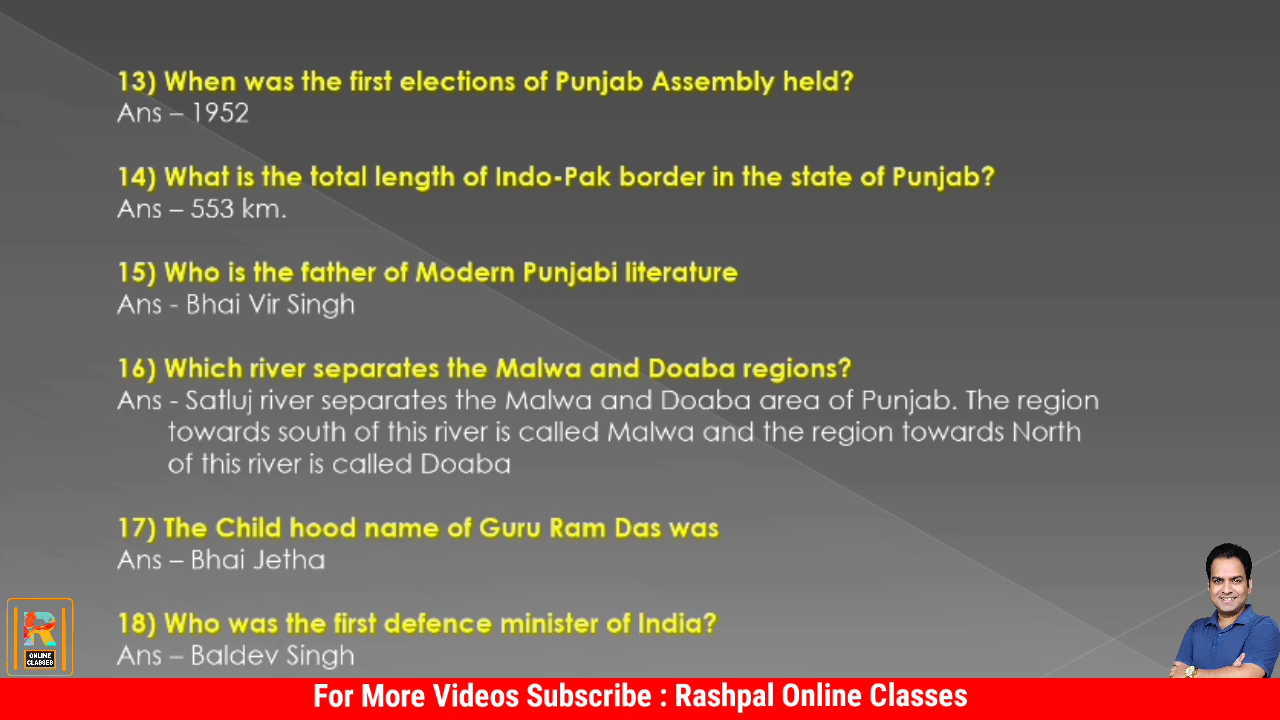 13) When was the first elections of Punjab Assembly held?
Ans – 1952
14) What is the total length of Indo-Pak border in the state of Punjab?
Ans – 553 km.
15) Who is the father of Modern Punjabi literature
Ans - Bhai Vir Singh
16) Which river separates the Malwa and Doaba regions?
Ans - Satluj river separates the Malwa and Doaba area of Punjab. The region
towards south of this river is called Malwa and the region towards North
of this river is called Doaba
17) The Child hood name of Guru Ram Das was
Ans – Bhai Jetha
18) Who was the first defence minister of India?
Ans – Baldev Singh
R
ONLINE
CLASSES
For More Videos Subscribe : Rashpal Online Classes